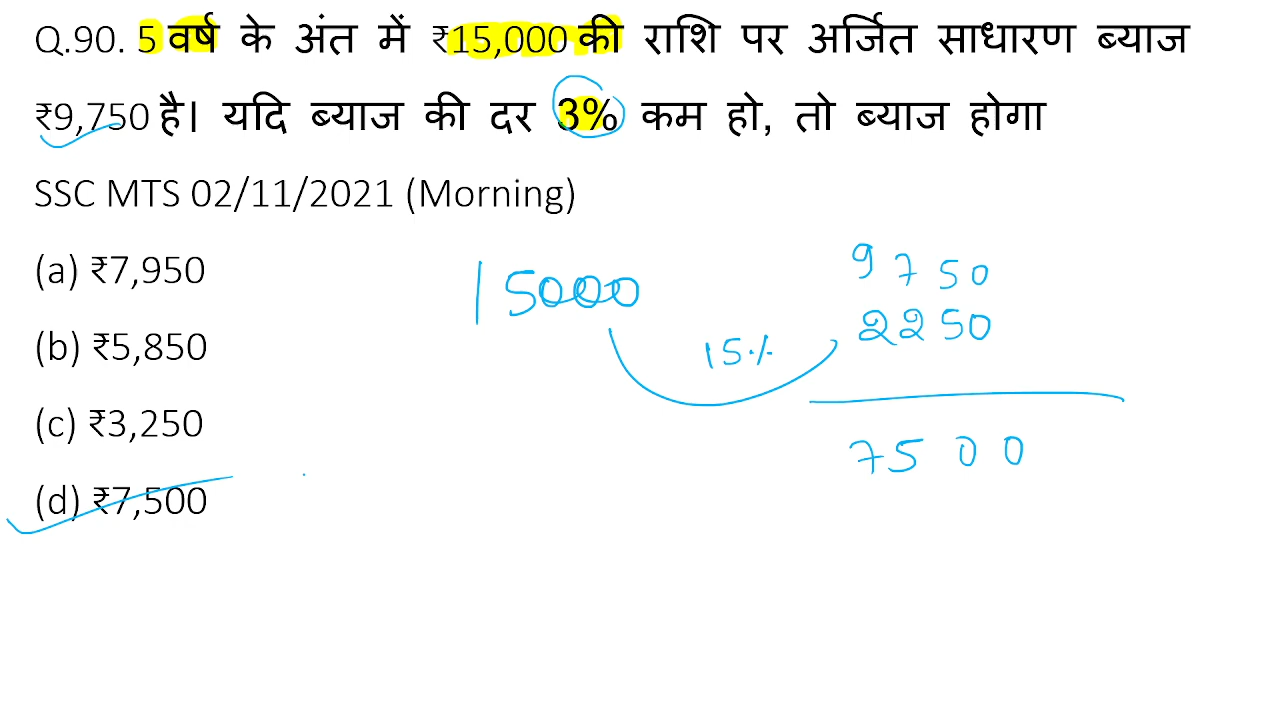 Q.90. 5 वर्ष के अंत में ₹15,000 की राशि पर अर्जित साधारण ब्याज
₹9,750 है। यदि ब्याज की दर 3% कम हो, तो ब्याज होगा
SSC MTS 02/11/2021 (Morning)
(a) ₹7,950
(b) ₹5,850
(c) ₹3,250
(d) ₹7,500
15000
15%
9750
2250
7500